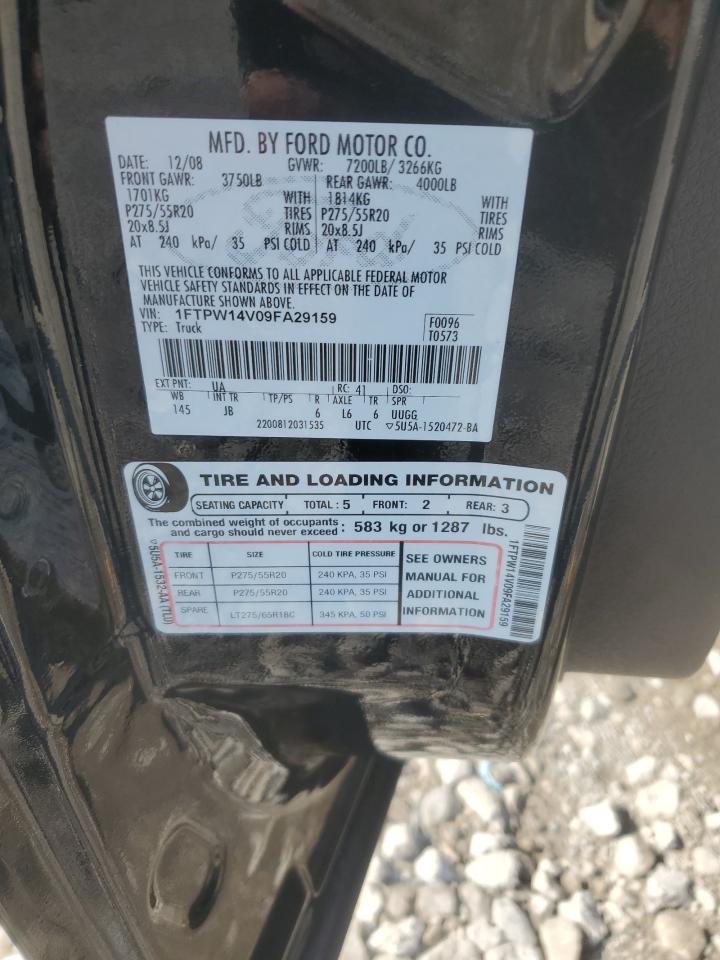 MFD. BY FORD MOTOR CO.
DATE: 12/08 GVWR: 7200LB/ 3266KG
FRONT GAWR: 3750LB REAR GAWR: 4000LB
1701KG WITH 1814KG WITH
P275/55R20 TIRES P275/55R20 TIRES
20x8.5J RIMS 20x8.5J RIMS
AT 240 kPa/ 35 PSI COLD AT 240 kPa/ 35 PSI COLD
THIS VEHICLE CONFORMS TO ALL APPLICABLE FEDERAL MOTOR
VEHICLE SAFETY STANDARDS IN EFFECT ON THE DATE OF
MANUFACTURE SHOWN ABOVE.
VIN: 1FTPW14V09FA29159 F0096
TYPE: Truck T0573
EXT PNT: UA RC: 41 DSO:
WB INT TR TP/PS R AXLE TR SPR
145 JB 6 L6 6 UUGG
2200812031535 UTC ▽5U5A-1520472-BA
TIRE AND LOADING INFORMATION
SEATING CAPACITY TOTAL: 5 FRONT: 2 REAR: 3
The combined weight of occupants
and cargo should never exceed: 583 kg or 1287 lbs.
TIRE SIZE COLD TIRE PRESSURE
FRONT P275/55R20 240 KPA, 35 PSI
REAR P275/55R20 240 KPA, 35 PSI
SPARE LT275/65R18C 345 KPA, 50 PSI
SEE OWNERS
MANUAL FOR
ADDITIONAL
INFORMATION
▽5U5A-1532-AA (TLU)
1FTPW14V09FA29159